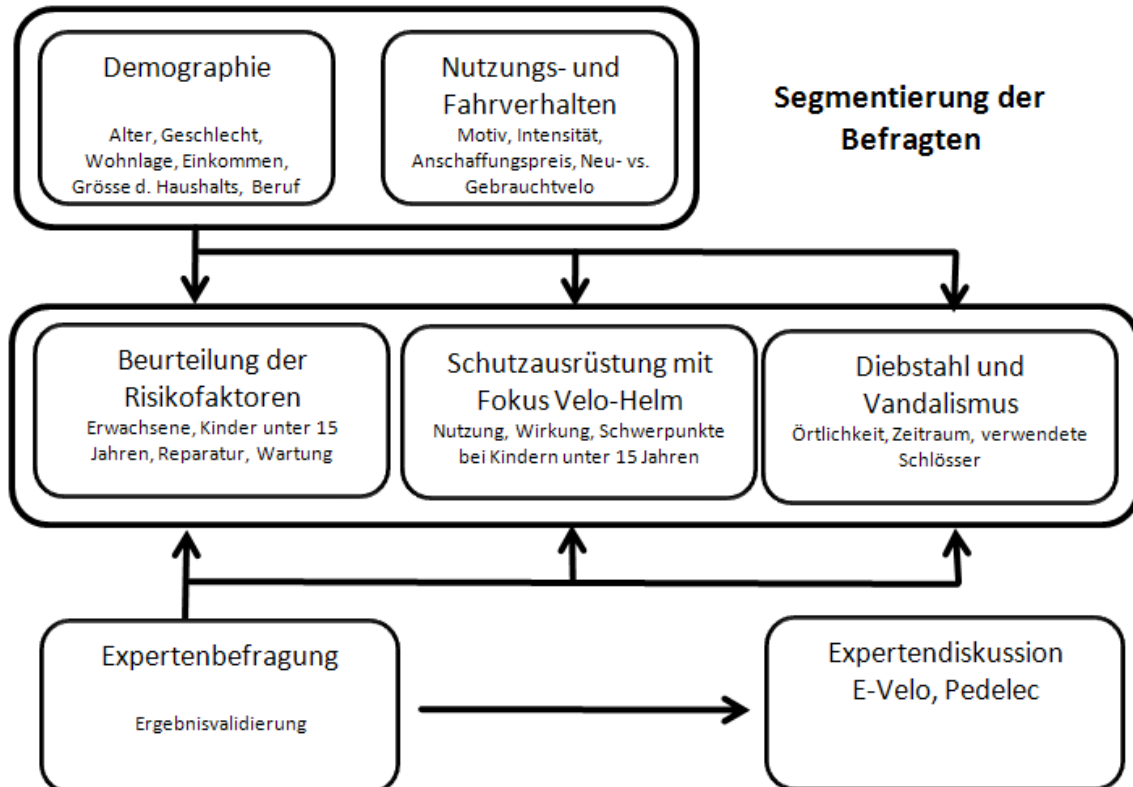 Demographie
Alter, Geschlecht,
Wohnlage, Einkommen,
Grösse d. Haushalts, Beruf
Nutzungs- und
Fahrverhalten
Motiv, Intensität,
Anschaffungspreis, Neu- vs.
Gebrauchtvelo
Segmentierung der
Befragten
Beurteilung der
Risikofaktoren
Erwachsene, Kinder unter 15
Jahren, Reparatur, Wartung
Schutzausrüstung mit
Fokus Velo-Helm
Nutzung, Wirkung, Schwerpunkte
bei Kindern unter 15 Jahren
Diebstahl und
Vandalismus
Örtlichkeit, Zeitraum, verwendete
Schlösser
Expertenbefragung
Ergebnisvalidierung
Expertendiskussion
E-Velo, Pedelec